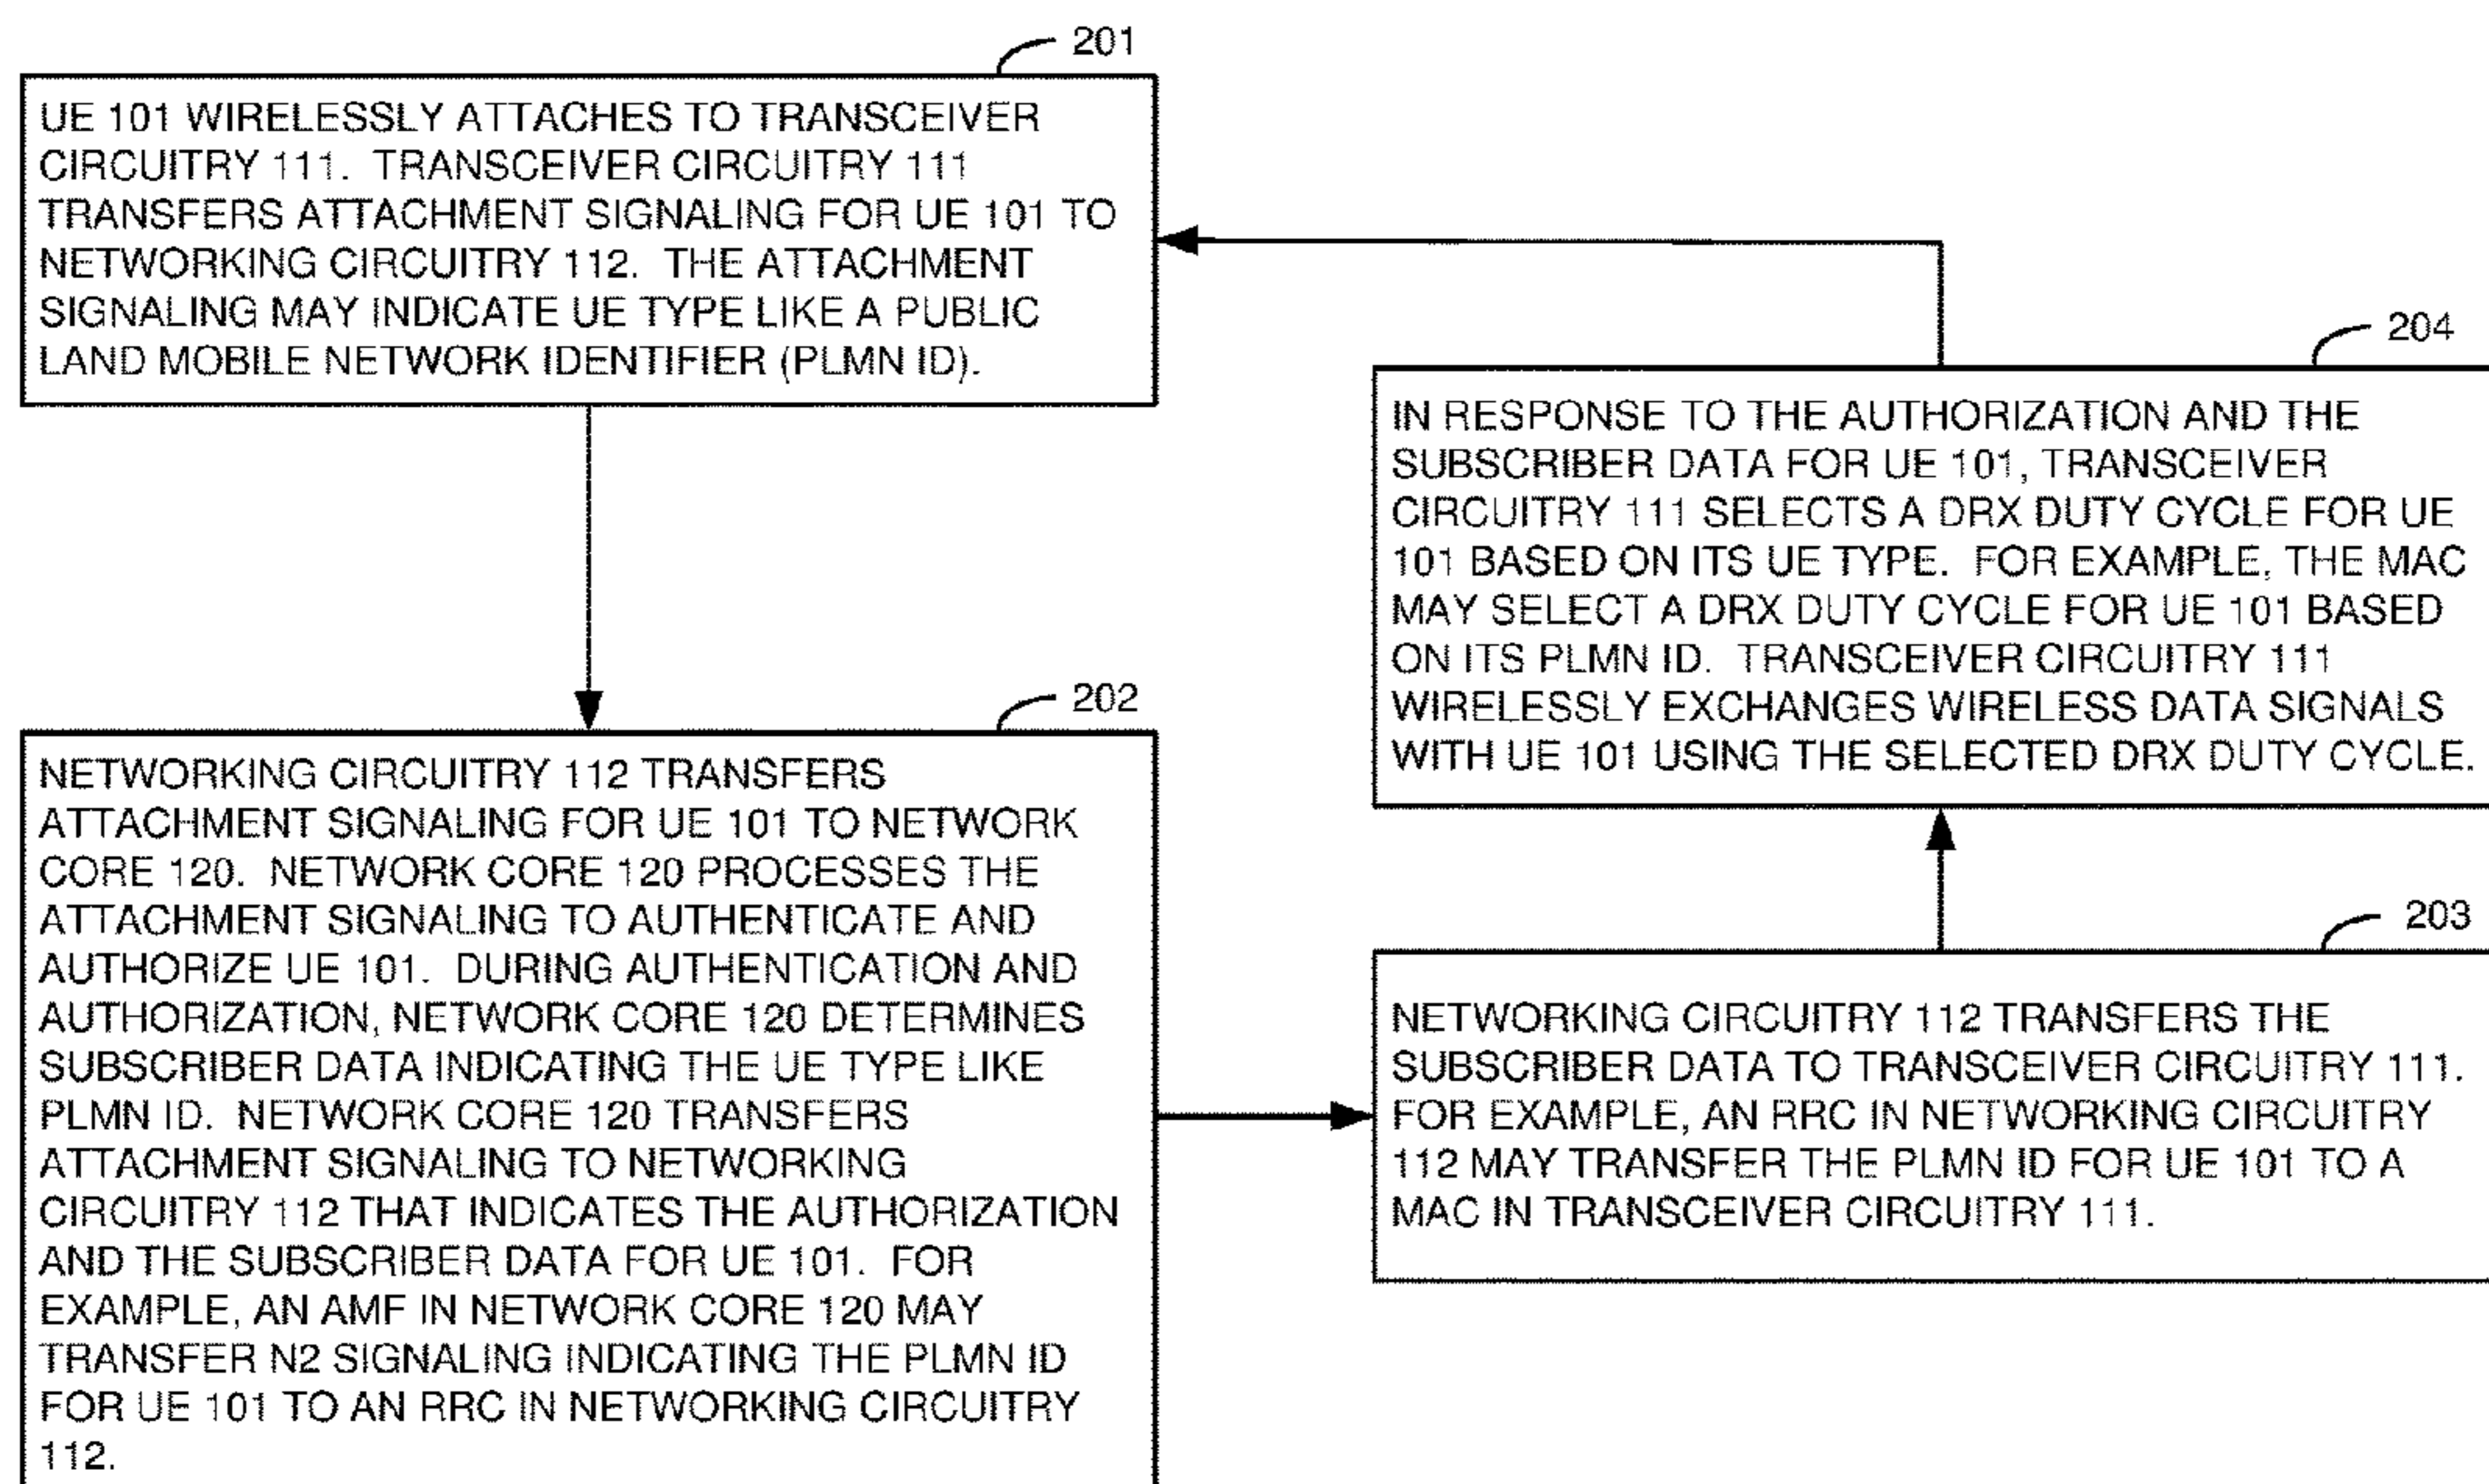 201
UE 101 WIRELESSLY ATTACHES TO TRANSCEIVER
CIRCUITRY 111. TRANSCEIVER CIRCUITRY 111
TRANSFERS ATTACHMENT SIGNALING FOR UE 101 TO
NETWORKING CIRCUITRY 112. THE ATTACHMENT
SIGNALING MAY INDICATE UE TYPE LIKE A PUBLIC
LAND MOBILE NETWORK IDENTIFIER (PLMN ID).
202
NETWORKING CIRCUITRY 112 TRANSFERS
ATTACHMENT SIGNALING FOR UE 101 TO NETWORK
CORE 120. NETWORK CORE 120 PROCESSES THE
ATTACHMENT SIGNALING TO AUTHENTICATE AND
AUTHORIZE UE 101. DURING AUTHENTICATION AND
AUTHORIZATION, NETWORK CORE 120 DETERMINES
SUBSCRIBER DATA INDICATING THE UE TYPE LIKE
PLMN ID. NETWORK CORE 120 TRANSFERS
ATTACHMENT SIGNALING TO NETWORKING
CIRCUITRY 112 THAT INDICATES THE AUTHORIZATION
AND THE SUBSCRIBER DATA FOR UE 101. FOR
EXAMPLE, AN AMF IN NETWORK CORE 120 MAY
TRANSFER N2 SIGNALING INDICATING THE PLMN ID
FOR UE 101 TO AN RRC IN NETWORKING CIRCUITRY
112.
203
NETWORKING CIRCUITRY 112 TRANSFERS THE
SUBSCRIBER DATA TO TRANSCEIVER CIRCUITRY 111.
FOR EXAMPLE, AN RRC IN NETWORKING CIRCUITRY
112 MAY TRANSFER THE PLMN ID FOR UE 101 TO A
MAC IN TRANSCEIVER CIRCUITRY 111.
204
IN RESPONSE TO THE AUTHORIZATION AND THE
SUBSCRIBER DATA FOR UE 101, TRANSCEIVER
CIRCUITRY 111 SELECTS A DRX DUTY CYCLE FOR UE
101 BASED ON ITS UE TYPE. FOR EXAMPLE, THE MAC
MAY SELECT A DRX DUTY CYCLE FOR UE 101 BASED
ON ITS PLMN ID. TRANSCEIVER CIRCUITRY 111
WIRELESSLY EXCHANGES WIRELESS DATA SIGNALS
WITH UE 101 USING THE SELECTED DRX DUTY CYCLE.